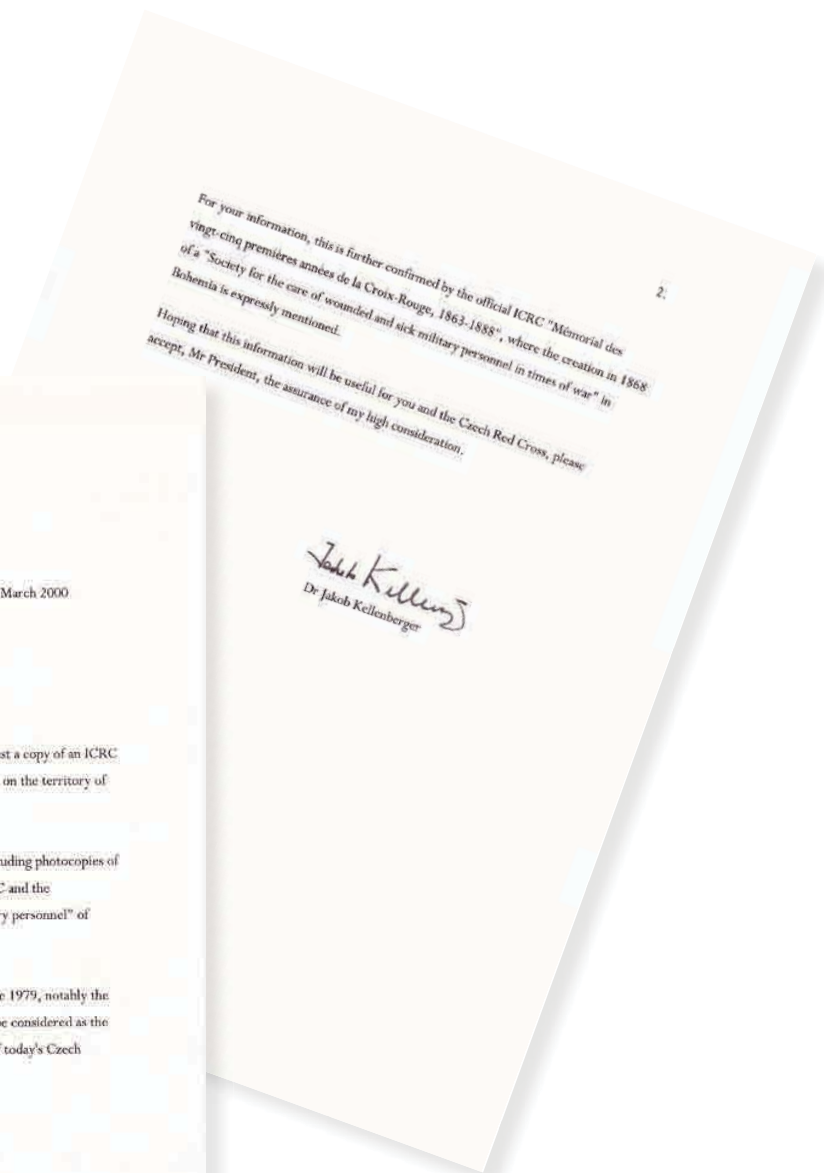 2.
For your information, this is further confirmed by the official ICRC "Mémorial des
vingt-cinq premières années de la Croix-Rouge, 1863-1888", where the creation in 1868
of a "Society for the care of wounded and sick military personnel in times of war" in
Bohemia is expressly mentioned.
Hoping that this information will be useful for you and the Czech Red Cross, please
accept, Mr President, the assurance of my high consideration.
Jakob Kellenberger
Dr Jakob Kellenberger
March 2000
st a copy of an ICRC
on the territory of
uding photocopies of
C and the
ry personnel" of
e 1979, notably the
be considered as the
f today's Czech